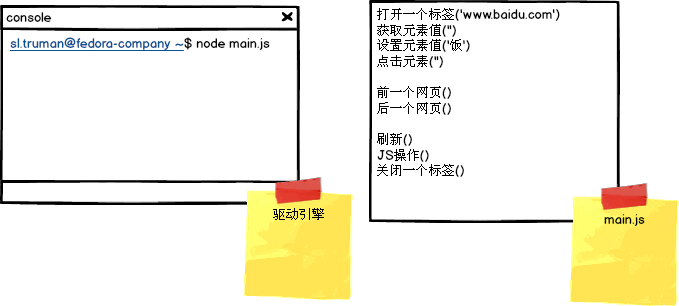 console
sl.truman@fedora-company ~$ node main.js
驱动引擎
打开一个标签('www.baidu.com')
获取元素值('')
设置元素值('饭')
点击元素('')
前一个网页()
后一个网页()
刷新()
JS操作()
关闭一个标签()
main.js